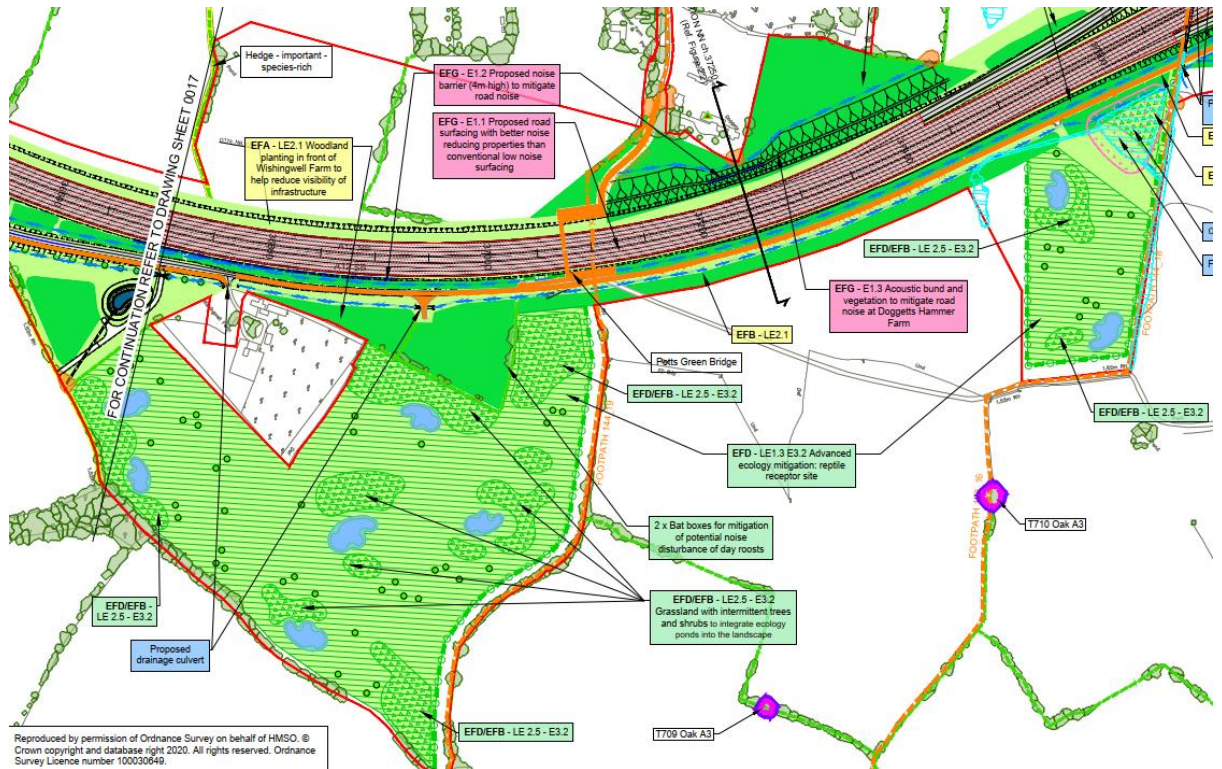 Hedge - important -
species-rich
EFG - E1.2 Proposed noise
barrier (4m high) to mitigate
road noise
EFG - E1.1 Proposed road
surfacing with better noise
reducing properties than
conventional low noise
surfacing
EFA - LE2.1 Woodland
planting in front of
Wishingwell Farm to
help reduce visibility of
infrastructure
FOR CONTINUATION REFER TO DRAWING SHEET 0017
EFD/EFB - LE 2.5 - E3.2
EFG - E1.3 Acoustic bund and
vegetation to mitigate road
noise at Doggetts Hammer
Farm
EFB - LE2.1
Potts Green Bridge
EFD/EFB - LE 2.5 - E3.2
EFD/EFB - LE 2.5 - E3.2
EFD - LE1.3 E3.2 Advanced
ecology mitigation: reptile
receptor site
T710 Oak A3
2 x Bat boxes for mitigation
of potential noise
disturbance of day roosts
EFD/EFB -
LE 2.5 - E3.2
EFD/EFB - LE2.5 - E3.2
Grassland with intermittent trees
and shrubs to integrate ecology
ponds into the landscape
Proposed
drainage culvert
EFD/EFB - LE 2.5 - E3.2
T709 Oak A3
Reproduced by permission of Ordnance Survey on behalf of HMSO. ©
Crown copyright and database right 2020. All rights reserved. Ordnance
Survey Licence number 100030649.